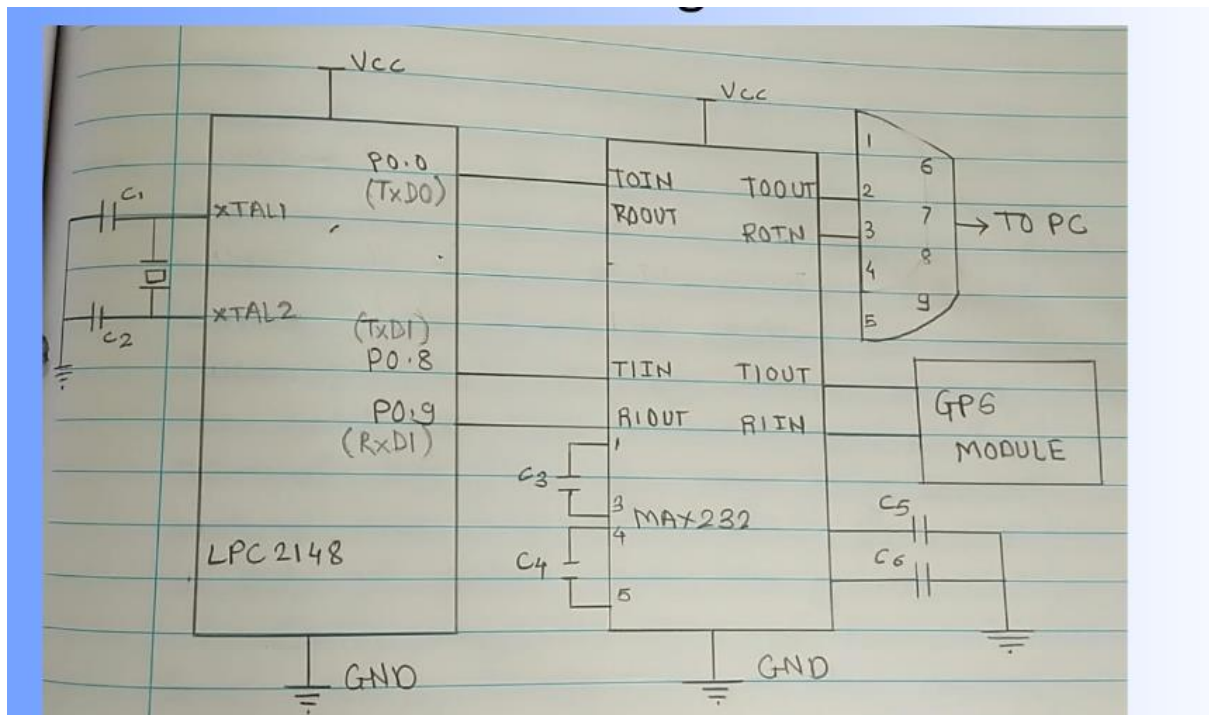 Vcc
Vcc
P0.0
(TxD0)
XTAL1
C1
XTAL2
C2
(TxD1)
P0.8
P0.9
(RxD1)
LPC2148
GND
T0IN
T0OUT
R0OUT
R0IN
T1IN
T1OUT
R1OUT
R1IN
1
C3
3
MAX232
4
C4
5
GND
1
6
2
7
3
8
4
9
5
TO PC
GPS
MODULE
C5
C6